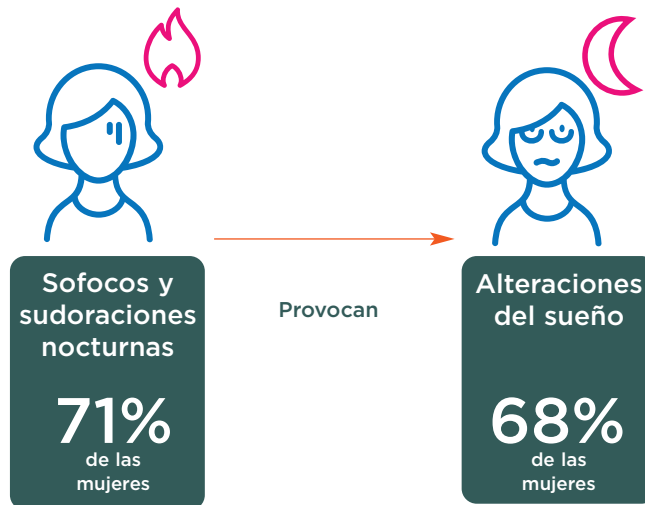 Sofocos y
sudoraciones
nocturnas
71%
de las
mujeres
Provocan
Alteraciones
del sueño
68%
de las
mujeres